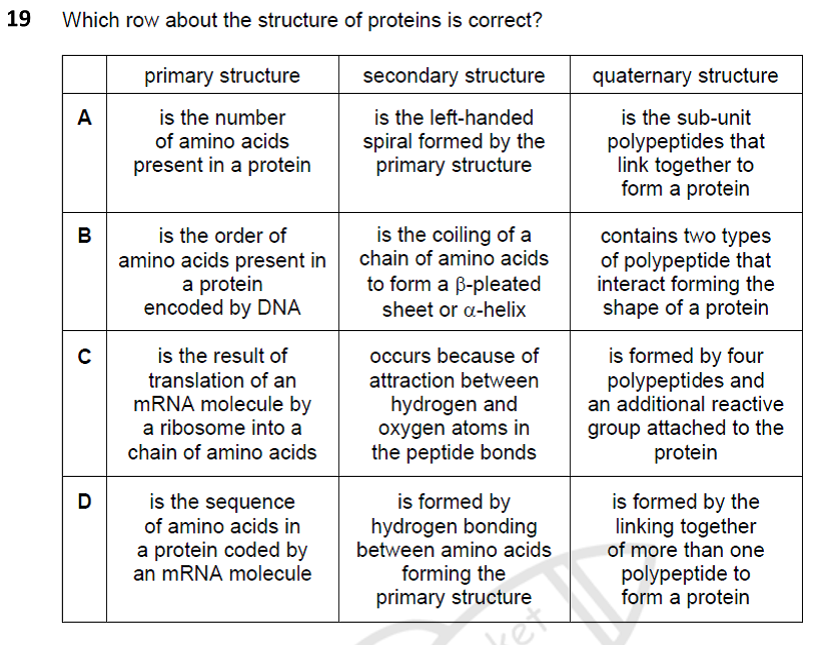 19 Which row about the structure of proteins is correct?
primary structure secondary structure quaternary structure
A
is the number
of amino acids
present in a protein
is the left-handed
spiral formed by the
primary structure
is the sub-unit
polypeptides that
link together to
form a protein
B
is the order of
amino acids present in
a protein
encoded by DNA
is the coiling of a
chain of amino acids
to form a β-pleated
sheet or α-helix
contains two types
of polypeptide that
interact forming the
shape of a protein
C
is the result of
translation of an
mRNA molecule by
a ribosome into a
chain of amino acids
occurs because of
attraction between
hydrogen and
oxygen atoms in
the peptide bonds
is formed by four
polypeptides and
an additional reactive
group attached to the
protein
D
is the sequence
of amino acids in
a protein coded by
an mRNA molecule
is formed by
hydrogen bonding
between amino acids
forming the
primary structure
is formed by the
linking together
of more than one
polypeptide to
form a protein